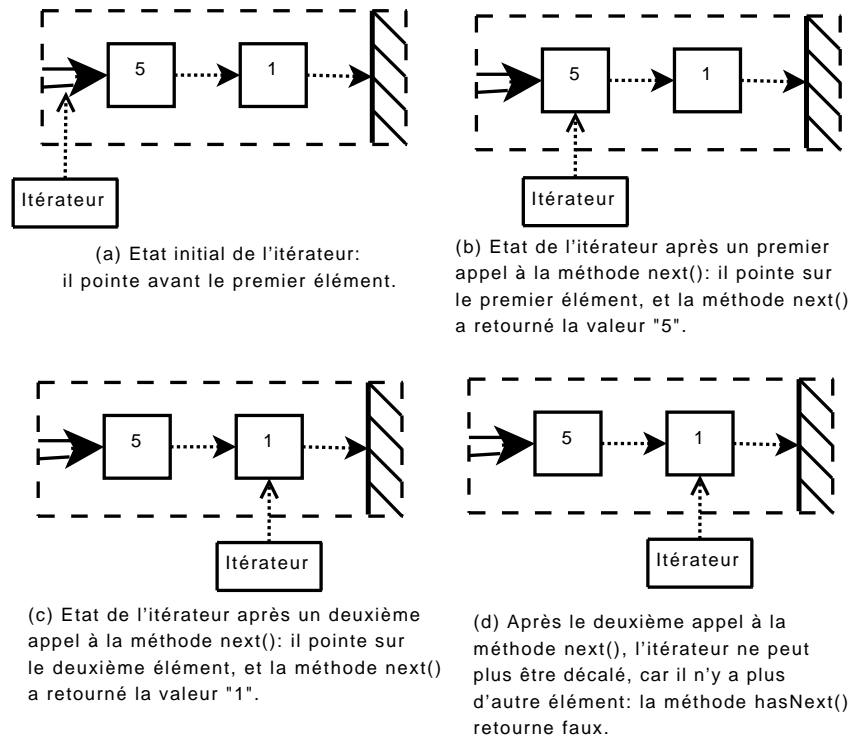 5
1
Itérateur
(a) Etat initial de l'itérateur:
il pointe avant le premier élément.
5
1
Itérateur
(b) Etat de l'itérateur après un premier
appel à la méthode next(): il pointe sur
le premier élément, et la méthode next()
a retourné la valeur "5".
5
1
Itérateur
(c) Etat de l'itérateur après un deuxième
appel à la méthode next(): il pointe sur
le deuxième élément, et la méthode next()
a retourné la valeur "1".
5
1
Itérateur
(d) Après le deuxième appel à la
méthode next(), l'itérateur ne peut
plus être décalé, car il n'y a plus
d'autre élément: la méthode hasNext()
retourne faux.